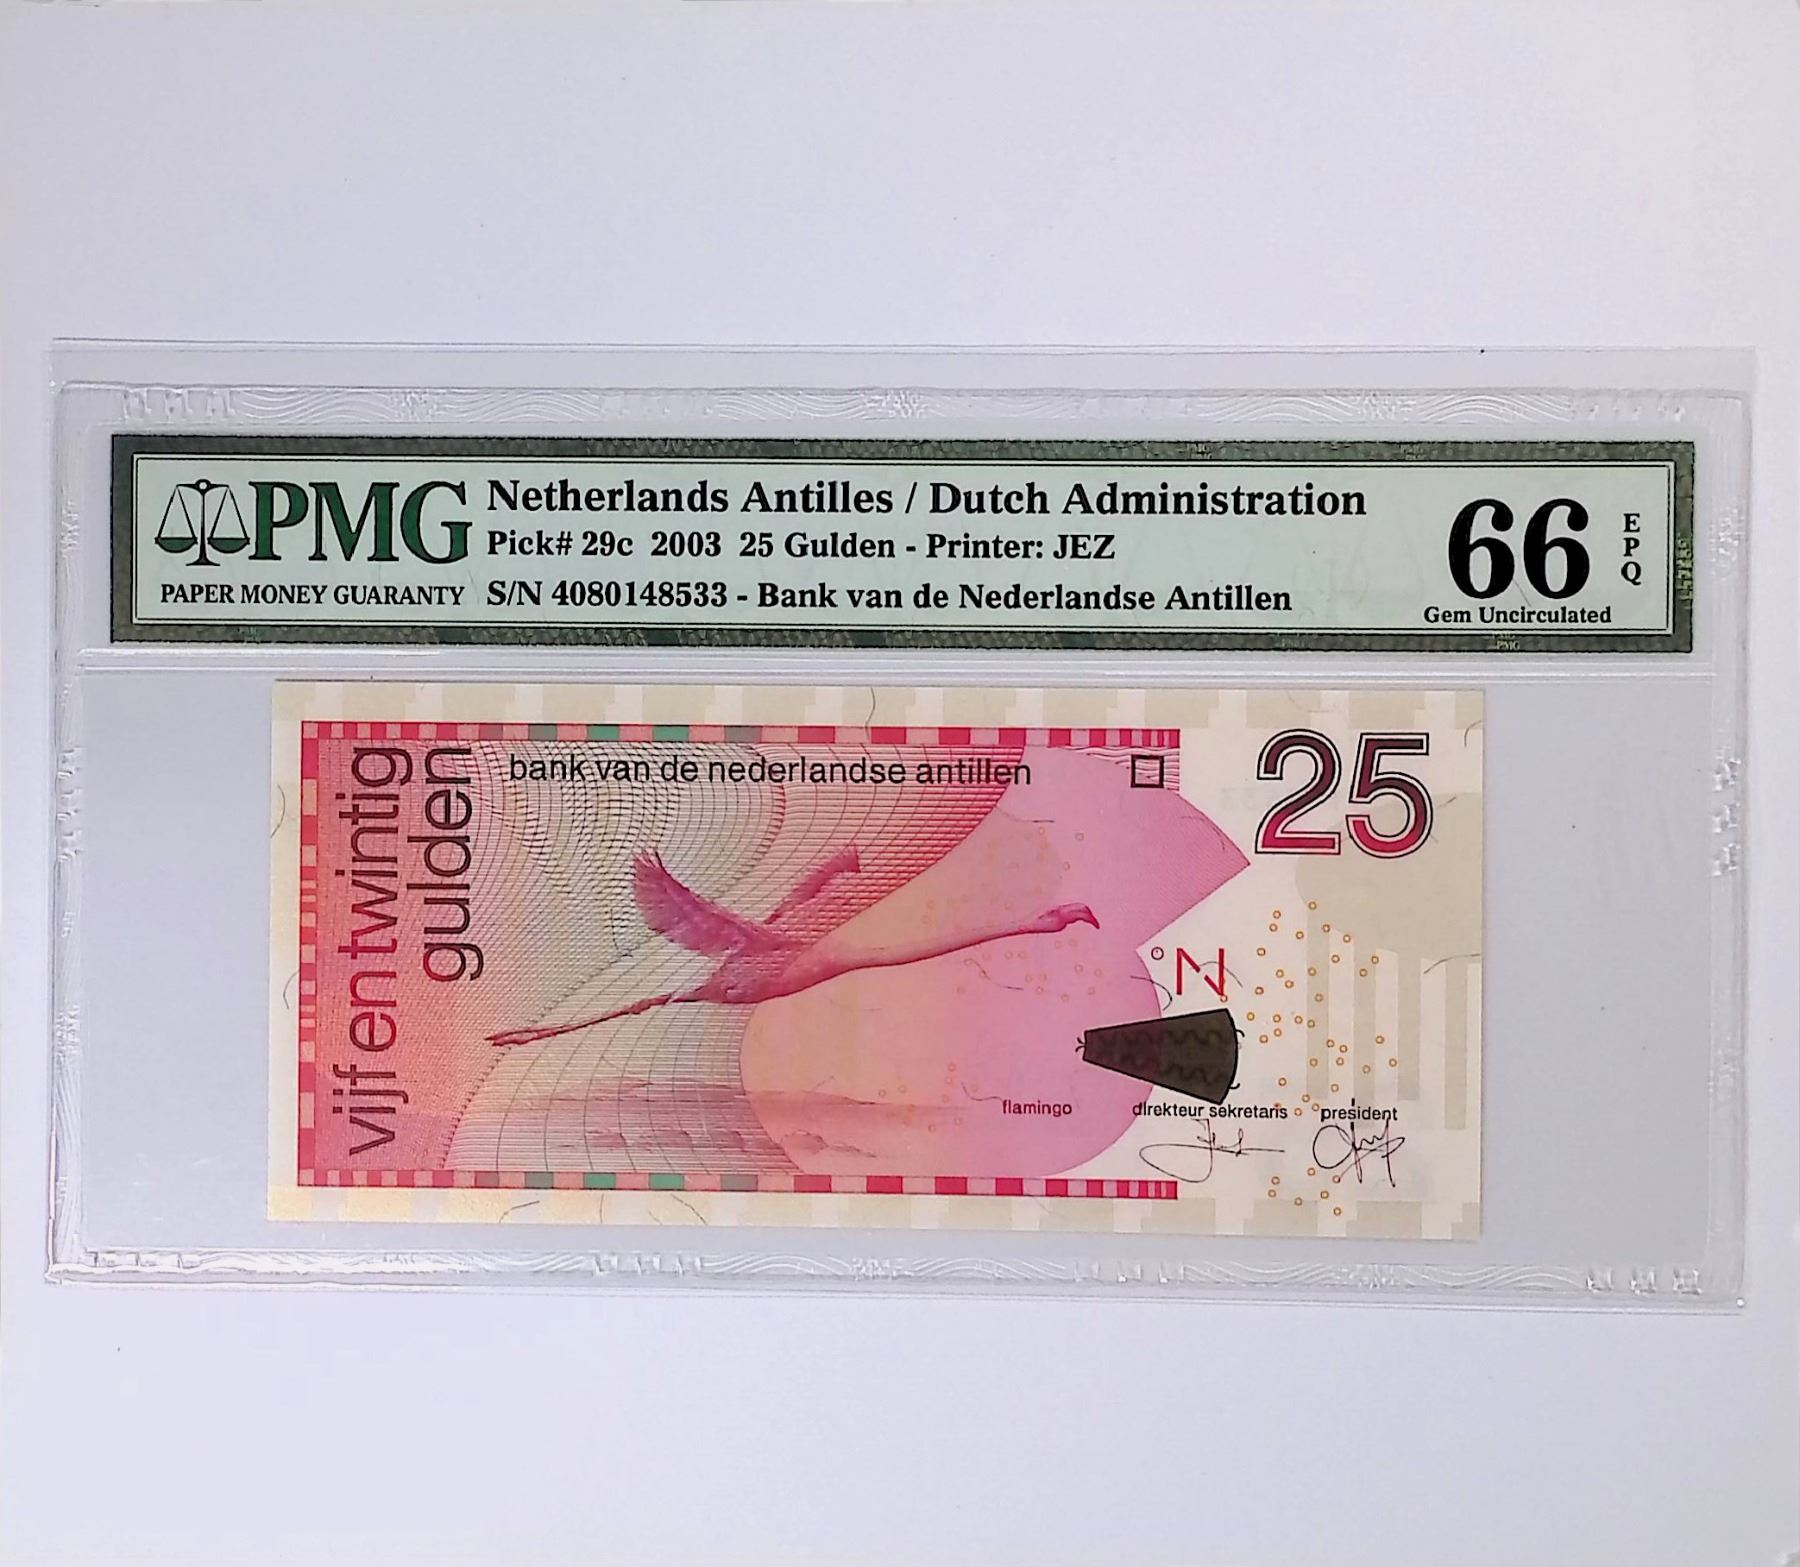 PMG
PAPER MONEY GUARANTY
Netherlands Antilles / Dutch Administration
Pick# 29c 2003 25 Gulden - Printer: JEZ
S/N 4080148533 - Bank van de Nederlandse Antillen
66
EPQ
Gem Uncirculated
vijf en twintig
gulden
bank van de nederlandse antillen
25
N
flamingo
direkteur sekretaris
president